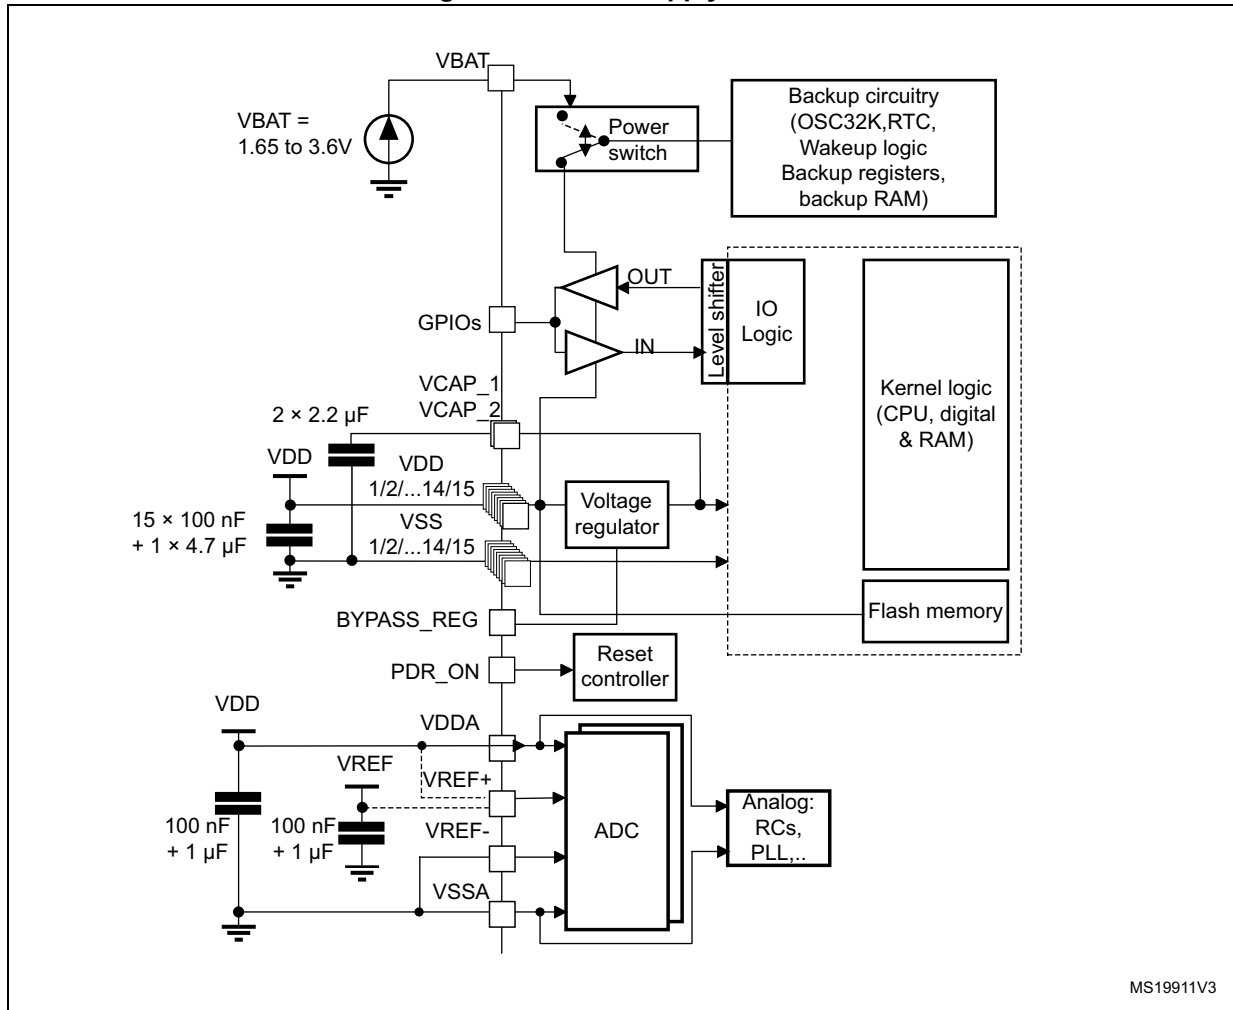 VBAT
VBAT =
1.65 to 3.6V
Power
switch
Backup circuitry
(OSC32K,RTC,
Wakeup logic
Backup registers,
backup RAM)
OUT
Level shifter
IO
Logic
GPIOs
IN
Kernel logic
(CPU, digital
& RAM)
VCAP_1
VCAP_2
2 × 2.2 µF
VDD
VDD
1/2/...14/15
Voltage
regulator
15 × 100 nF
+ 1 × 4.7 µF
VSS
1/2/...14/15
Flash memory
BYPASS_REG
PDR_ON
Reset
controller
VDD
VDDA
VREF
VREF+
100 nF
+ 1 µF
100 nF
+ 1 µF
VREF-
ADC
Analog:
RCs,
PLL,..
VSSA
MS19911V3